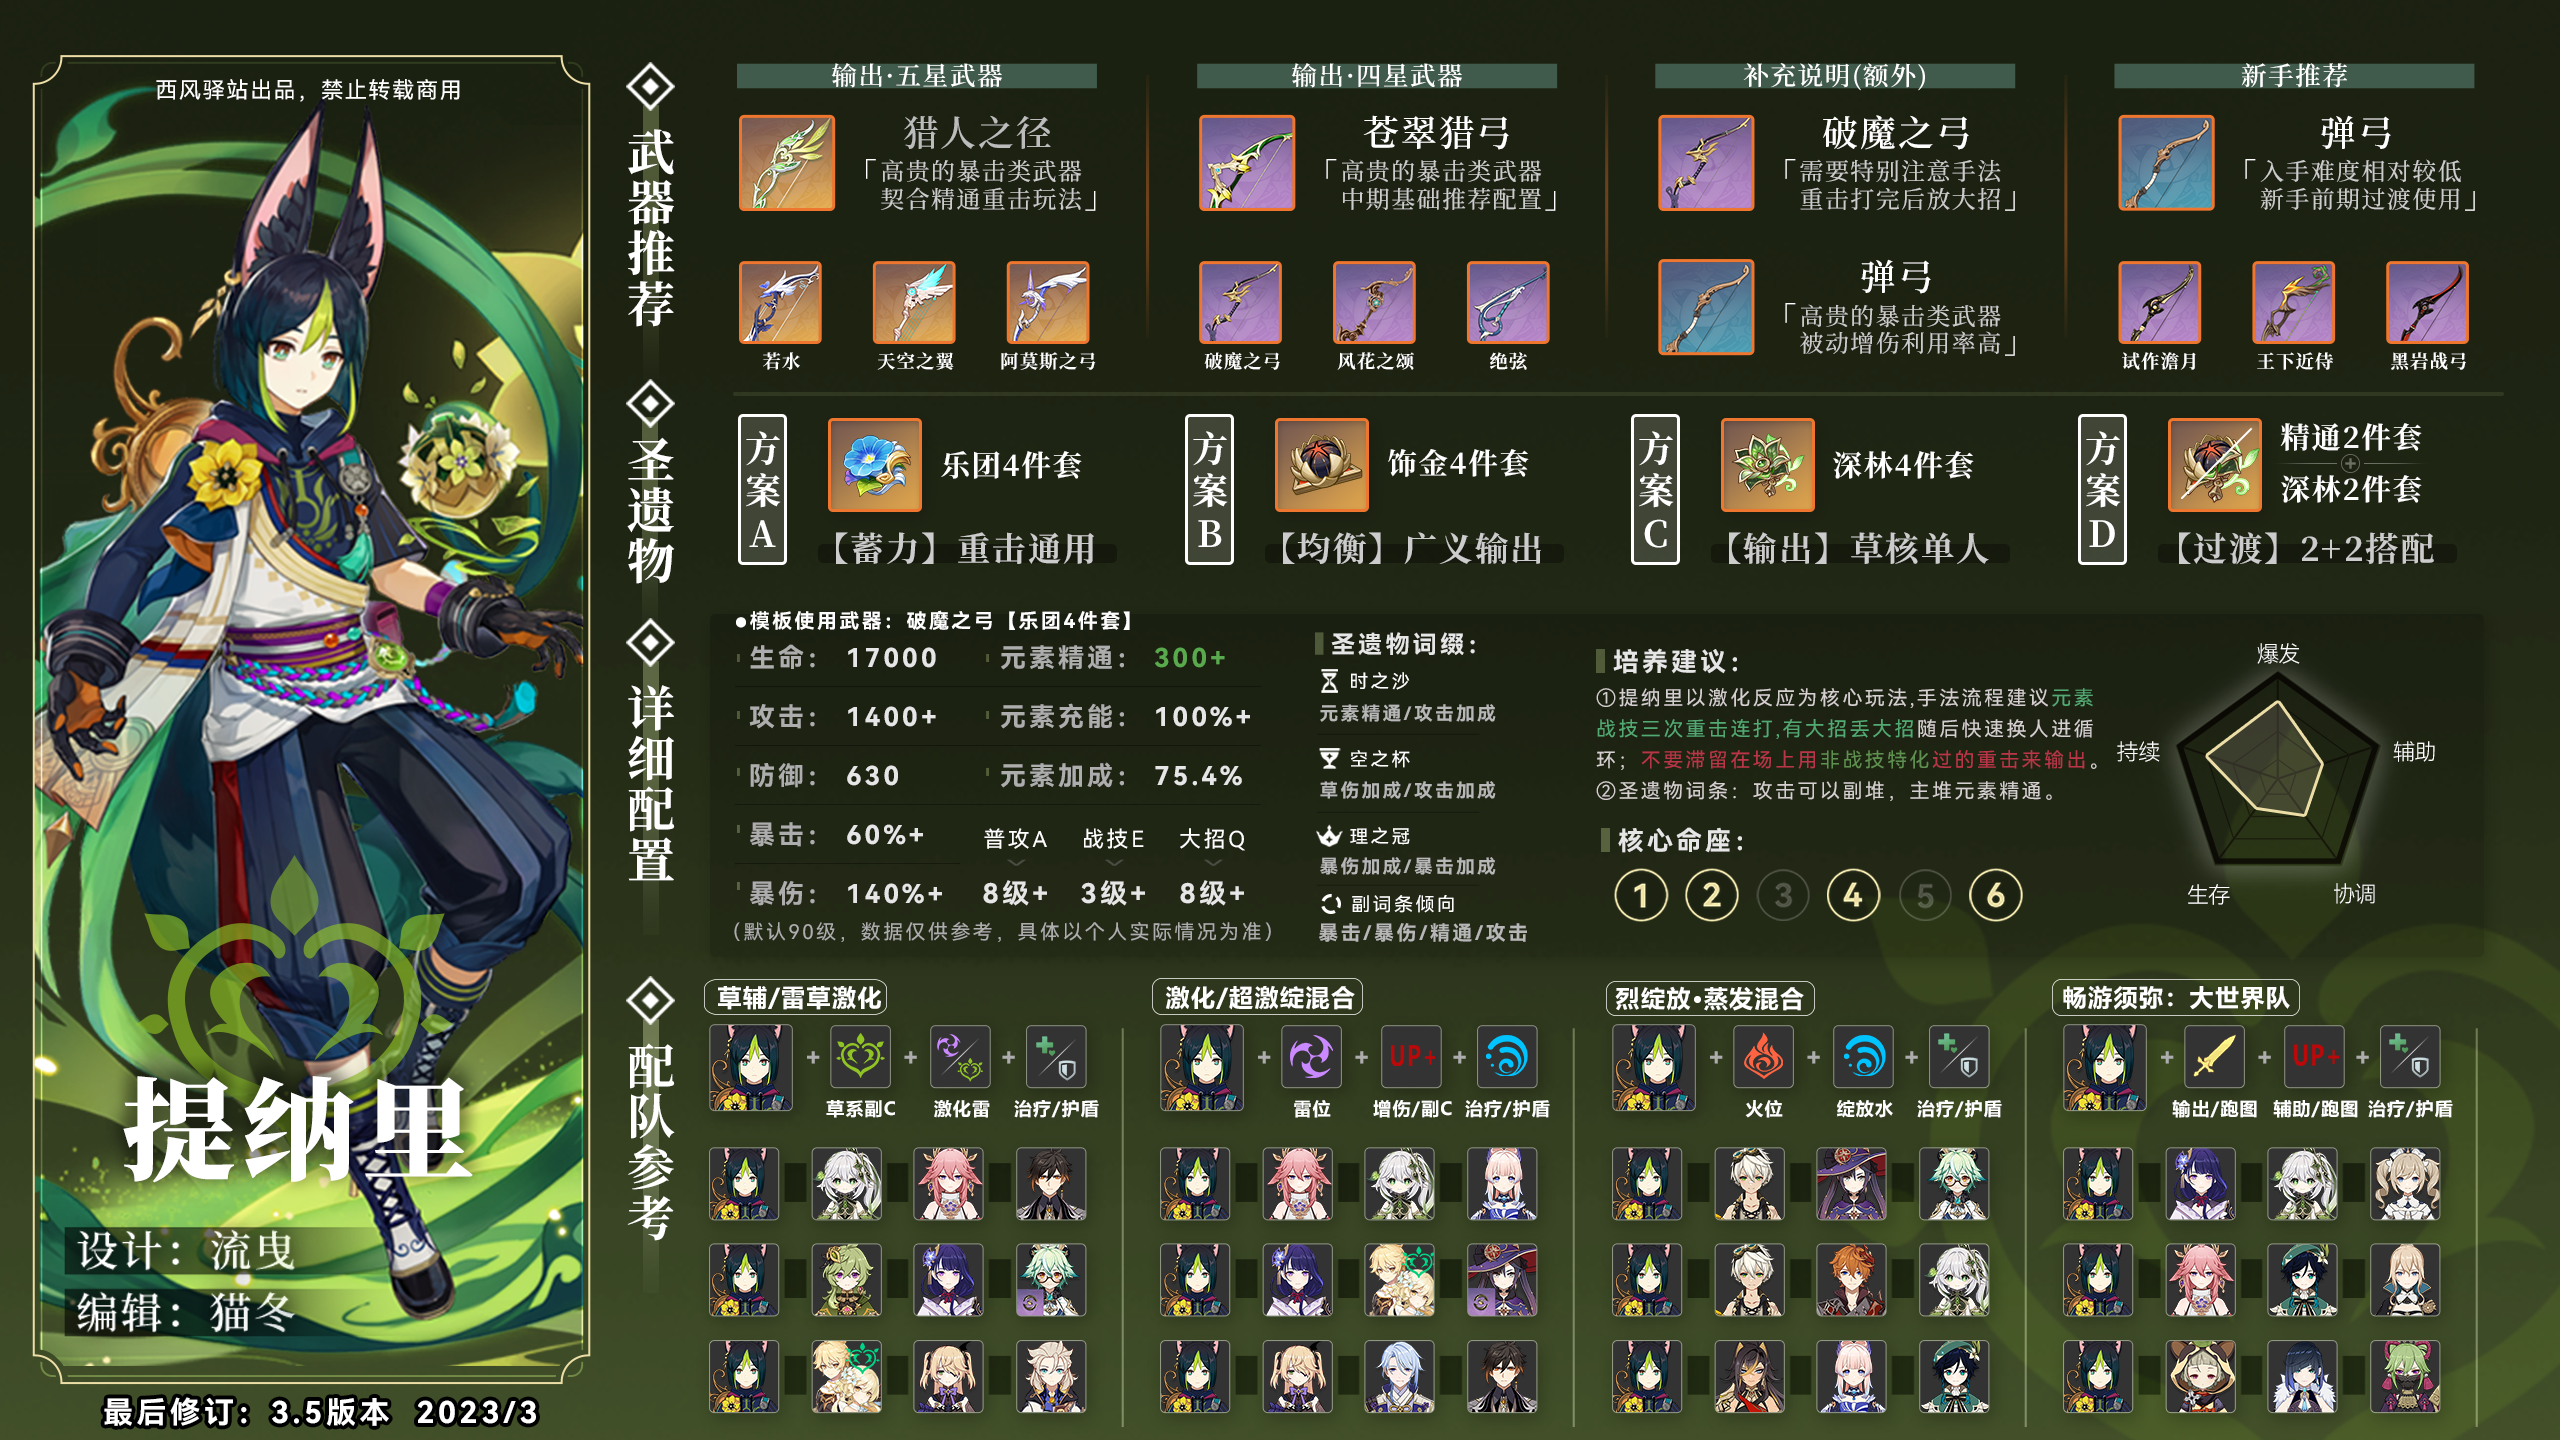 西风驿站出品，禁止转载商用
提纳里
设计：流曳
编辑：猫冬
最后修订：3.5版本 2023/3
武器推荐
输出·五星武器
猎人之径
「高贵的暴击类武器
契合精通重击玩法」
若水
天空之翼
阿莫斯之弓
输出·四星武器
苍翠猎弓
「高贵的暴击类武器
中期基础推荐配置」
破魔之弓
风花之颂
绝弦
补充说明(额外)
破魔之弓
「需要特别注意手法
重击打完后放大招」
弹弓
「高贵的暴击类武器
被动增伤利用率高」
新手推荐
弹弓
「入手难度相对较低
新手前期过渡使用」
试作澹月
王下近侍
黑岩战弓
圣遗物
方案A
乐团4件套
【蓄力】重击通用
方案B
饰金4件套
【均衡】广义输出
方案C
深林4件套
【输出】草核单人
方案D
精通2件套
深林2件套
【过渡】2+2搭配
详细配置
●模板使用武器：破魔之弓【乐团4件套】
生命：17000 元素精通：300+
攻击：1400+ 元素充能：100%+
防御：630 元素加成：75.4%
暴击：60%+ 普攻A 战技E 大招Q
暴伤：140%+ 8级+ 3级+ 8级+
（默认90级，数据仅供参考，具体以个人实际情况为准）
圣遗物词缀：
时之沙
元素精通/攻击加成
空之杯
草伤加成/攻击加成
理之冠
暴伤加成/暴击加成
副词条倾向
暴击/暴伤/精通/攻击
培养建议：
①提纳里以激化反应为核心玩法,手法流程建议元素
战技三次重击连打,有大招丢大招随后快速换人进循
环；不要滞留在场上用非战技特化过的重击来输出。
②圣遗物词条：攻击可以副堆，主堆元素精通。
核心命座：
1 2 3 4 5 6
爆发
辅助
协调
生存
持续
配队参考
草辅/雷草激化
+ + +
草系副C 激化雷 治疗/护盾
激化/超激绽混合
+ + UP+ +
雷位 增伤/副C 治疗/护盾
烈绽放·蒸发混合
+ + +
火位 绽放水 治疗/护盾
畅游须弥：大世界队
+ + UP+ +
输出/跑图 辅助/跑图 治疗/护盾